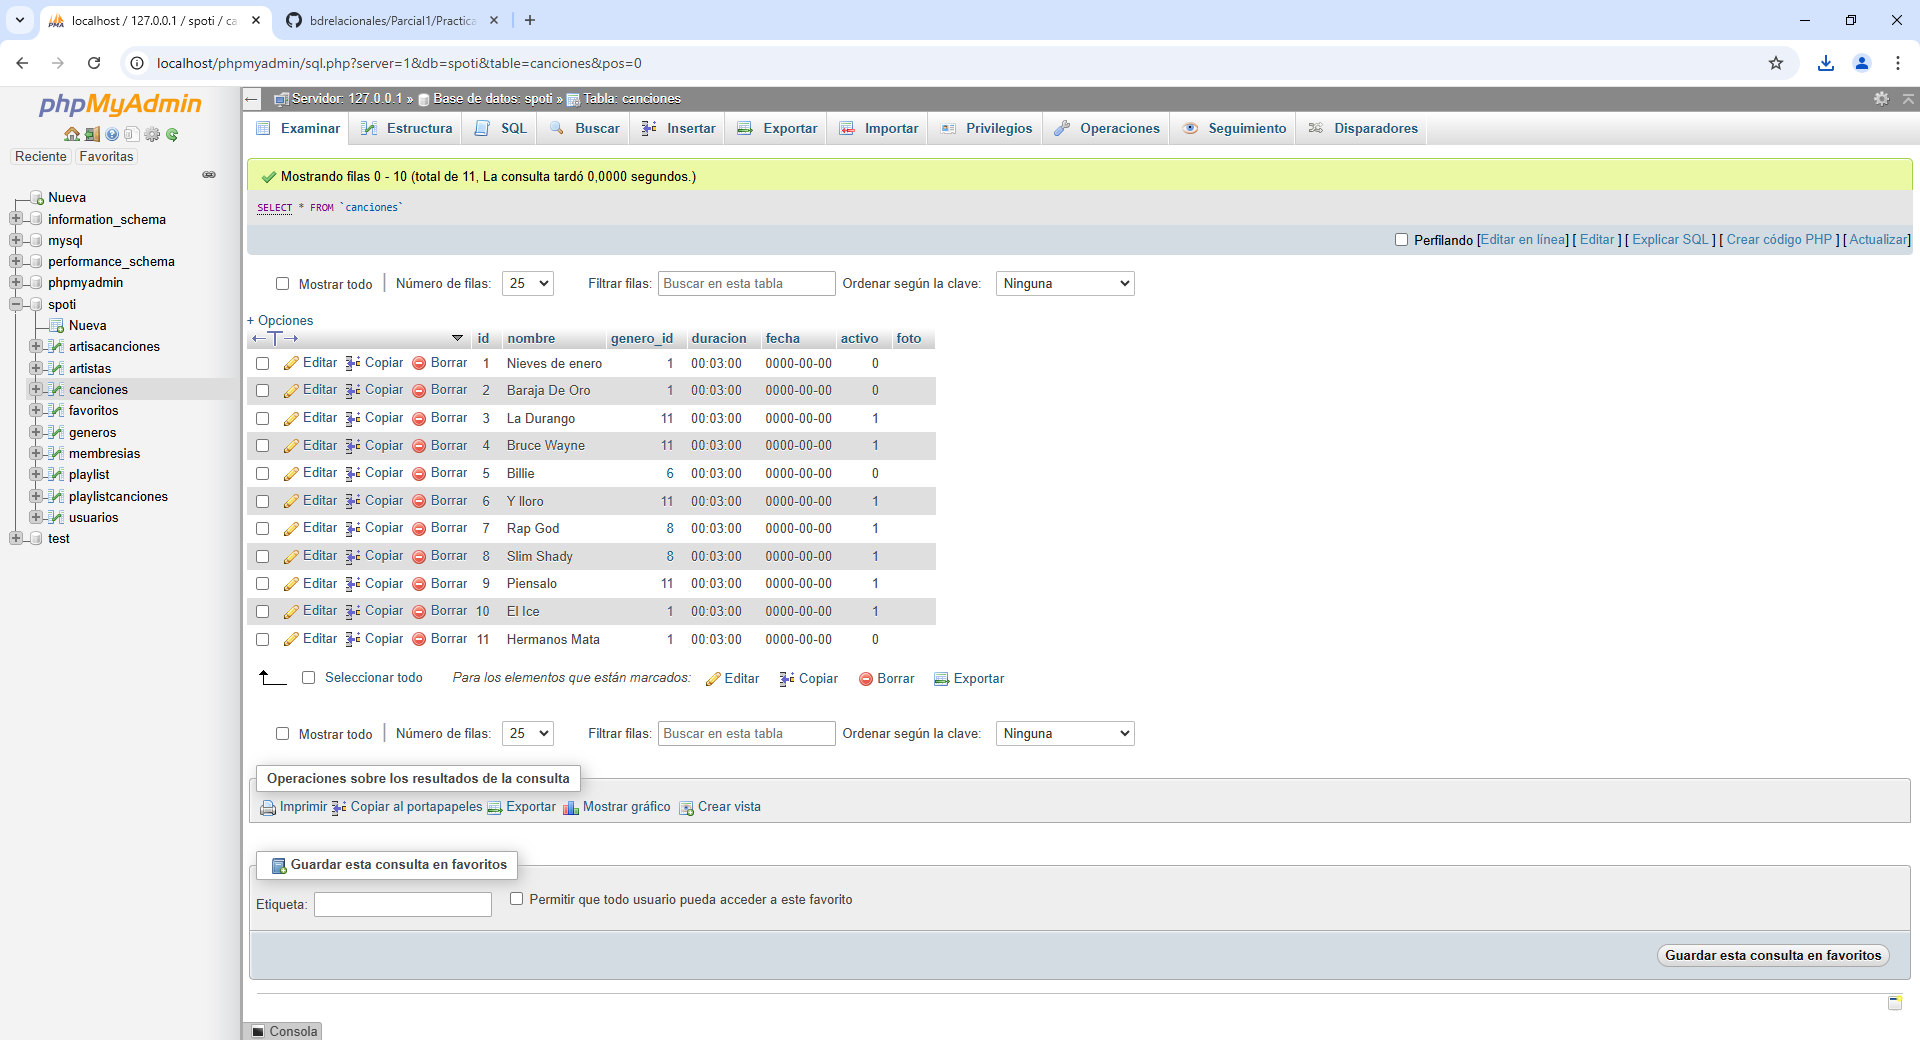 localhost / 127.0.0.1 / spoti / ca
bdrelacionales/Parcial1/Practica
localhost/phpmyadmin/sql.php?server=1&db=spoti&table=canciones&pos=0
phpMyAdmin
Reciente Favoritas
Nueva
information_schema
mysql
performance_schema
phpmyadmin
spoti
Nueva
artisacanciones
artistas
canciones
favoritos
generos
membresias
playlist
playlistcanciones
usuarios
test
Servidor: 127.0.0.1 » Base de datos: spoti » Tabla: canciones
Examinar Estructura SQL Buscar Insertar Exportar Importar Privilegios Operaciones Seguimiento Disparadores
Mostrando filas 0 - 10 (total de 11, La consulta tardó 0,0000 segundos.)
SELECT * FROM `canciones`
Perfilando [Editar en línea] [ Editar ] [ Explicar SQL ] [ Crear código PHP ] [ Actualizar]
Mostrar todo | Número de filas: 25 Filtrar filas: Buscar en esta tabla Ordenar según la clave: Ninguna
+ Opciones
←T→ id nombre genero_id duracion fecha activo foto
Editar Copiar Borrar 1 Nieves de enero 1 00:03:00 0000-00-00 0
Editar Copiar Borrar 2 Baraja De Oro 1 00:03:00 0000-00-00 0
Editar Copiar Borrar 3 La Durango 11 00:03:00 0000-00-00 1
Editar Copiar Borrar 4 Bruce Wayne 11 00:03:00 0000-00-00 1
Editar Copiar Borrar 5 Billie 6 00:03:00 0000-00-00 0
Editar Copiar Borrar 6 Y lloro 11 00:03:00 0000-00-00 1
Editar Copiar Borrar 7 Rap God 8 00:03:00 0000-00-00 1
Editar Copiar Borrar 8 Slim Shady 8 00:03:00 0000-00-00 1
Editar Copiar Borrar 9 Piensalo 11 00:03:00 0000-00-00 1
Editar Copiar Borrar 10 El Ice 1 00:03:00 0000-00-00 1
Editar Copiar Borrar 11 Hermanos Mata 1 00:03:00 0000-00-00 0
Seleccionar todo Para los elementos que están marcados: Editar Copiar Borrar Exportar
Mostrar todo | Número de filas: 25 Filtrar filas: Buscar en esta tabla Ordenar según la clave: Ninguna
Operaciones sobre los resultados de la consulta
Imprimir Copiar al portapapeles Exportar Mostrar gráfico Crear vista
Guardar esta consulta en favoritos
Etiqueta: Permitir que todo usuario pueda acceder a este favorito
Guardar esta consulta en favoritos
Consola